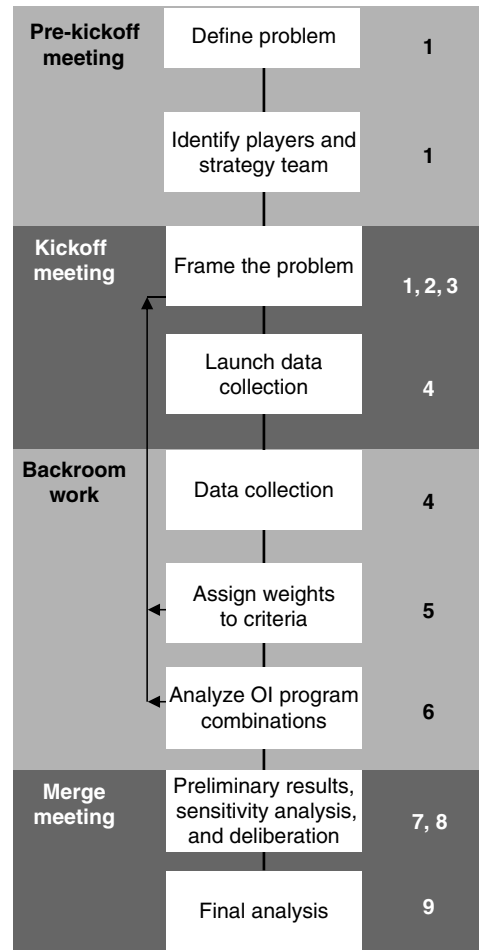 Pre-kickoff
meeting
Define problem
1
Identify players and
strategy team
1
Kickoff
meeting
Frame the problem
1, 2, 3
Launch data
collection
4
Backroom
work
Data collection
4
Assign weights
to criteria
5
Analyze OI program
combinations
6
Merge
meeting
Preliminary results,
sensitivity analysis,
and deliberation
7, 8
Final analysis
9